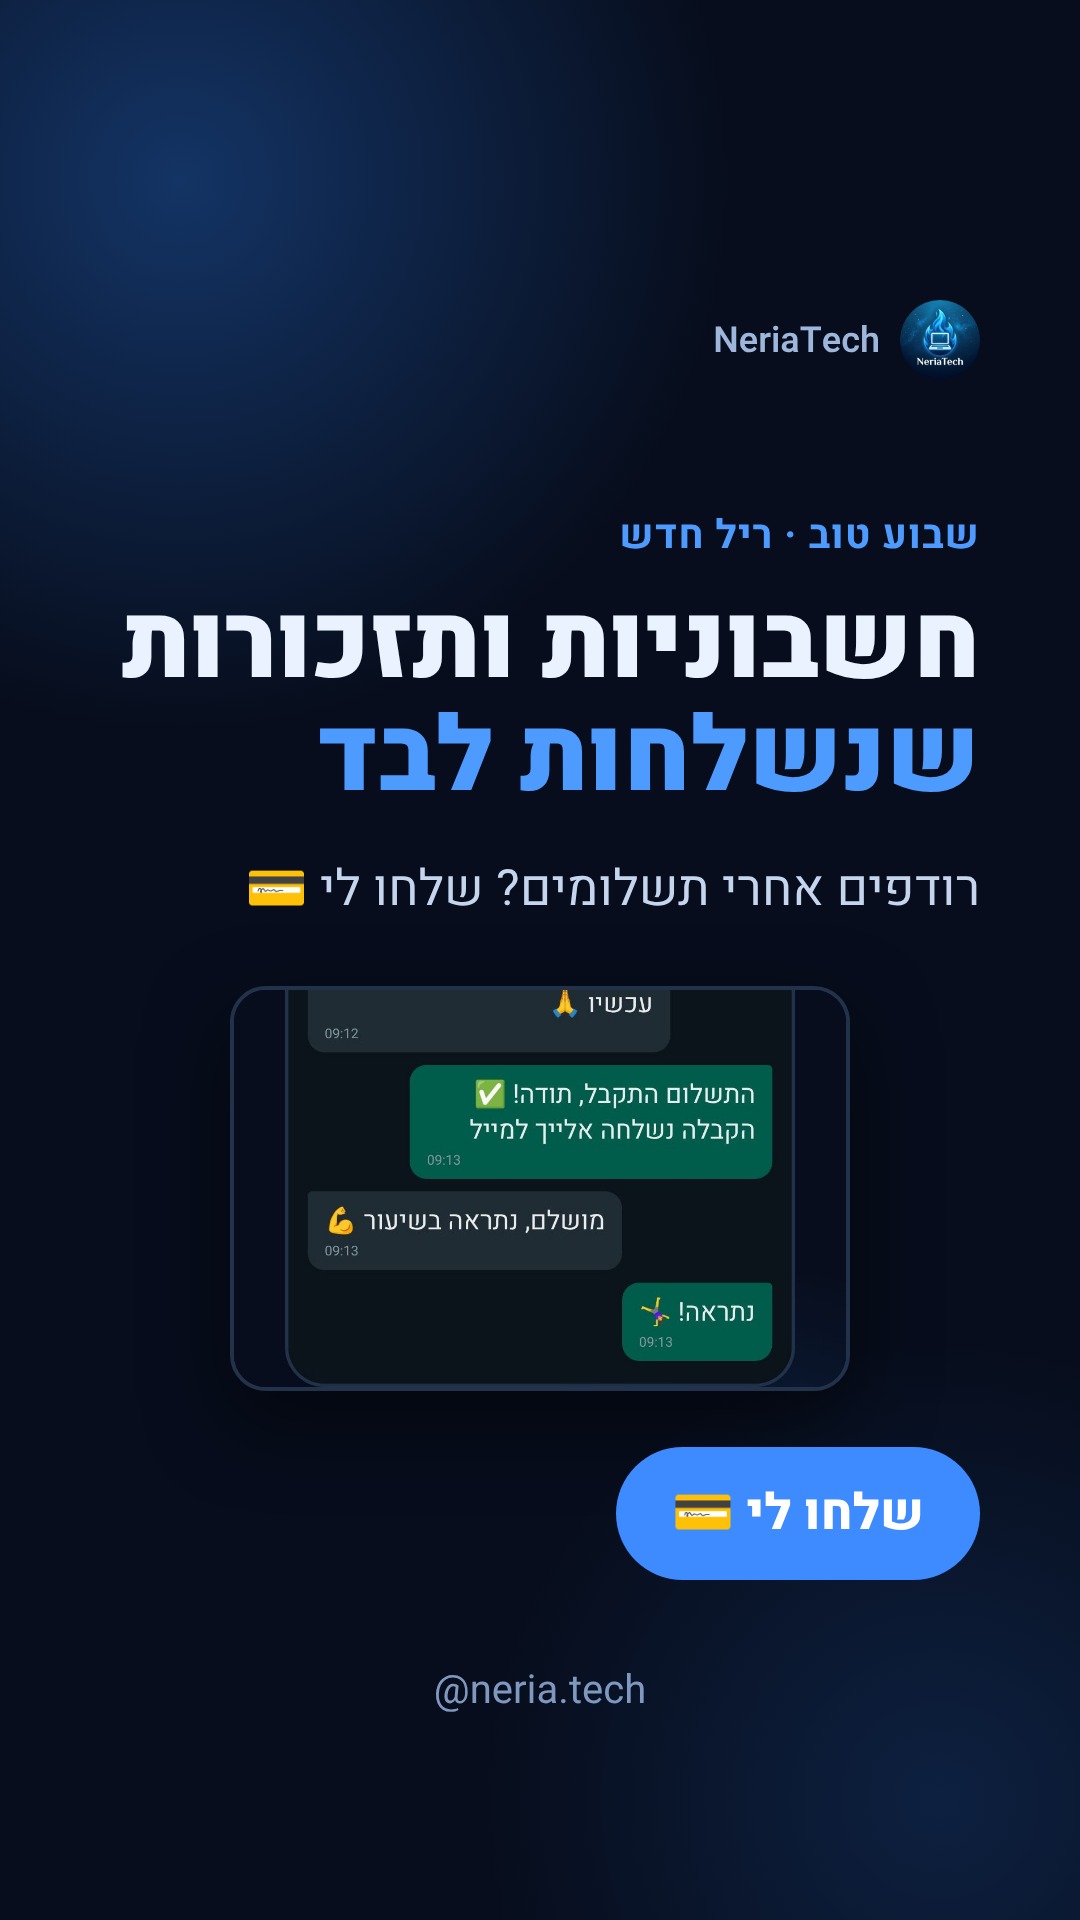 NeriaTech
NeriaTech
שבוע טוב · ריל חדש
חשבוניות ותזכורות
שנשלחות לבד
רודפים אחרי תשלומים? שלחו לי 💳
עכשיו 🙏
09:12
התשלום התקבל, תודה! ✅
הקבלה נשלחה אלייך למייל
09:13
מושלם, נתראה בשיעור 💪
09:13
נתראה! 🤸‍♀️
09:13
שלחו לי 💳
@neria.tech